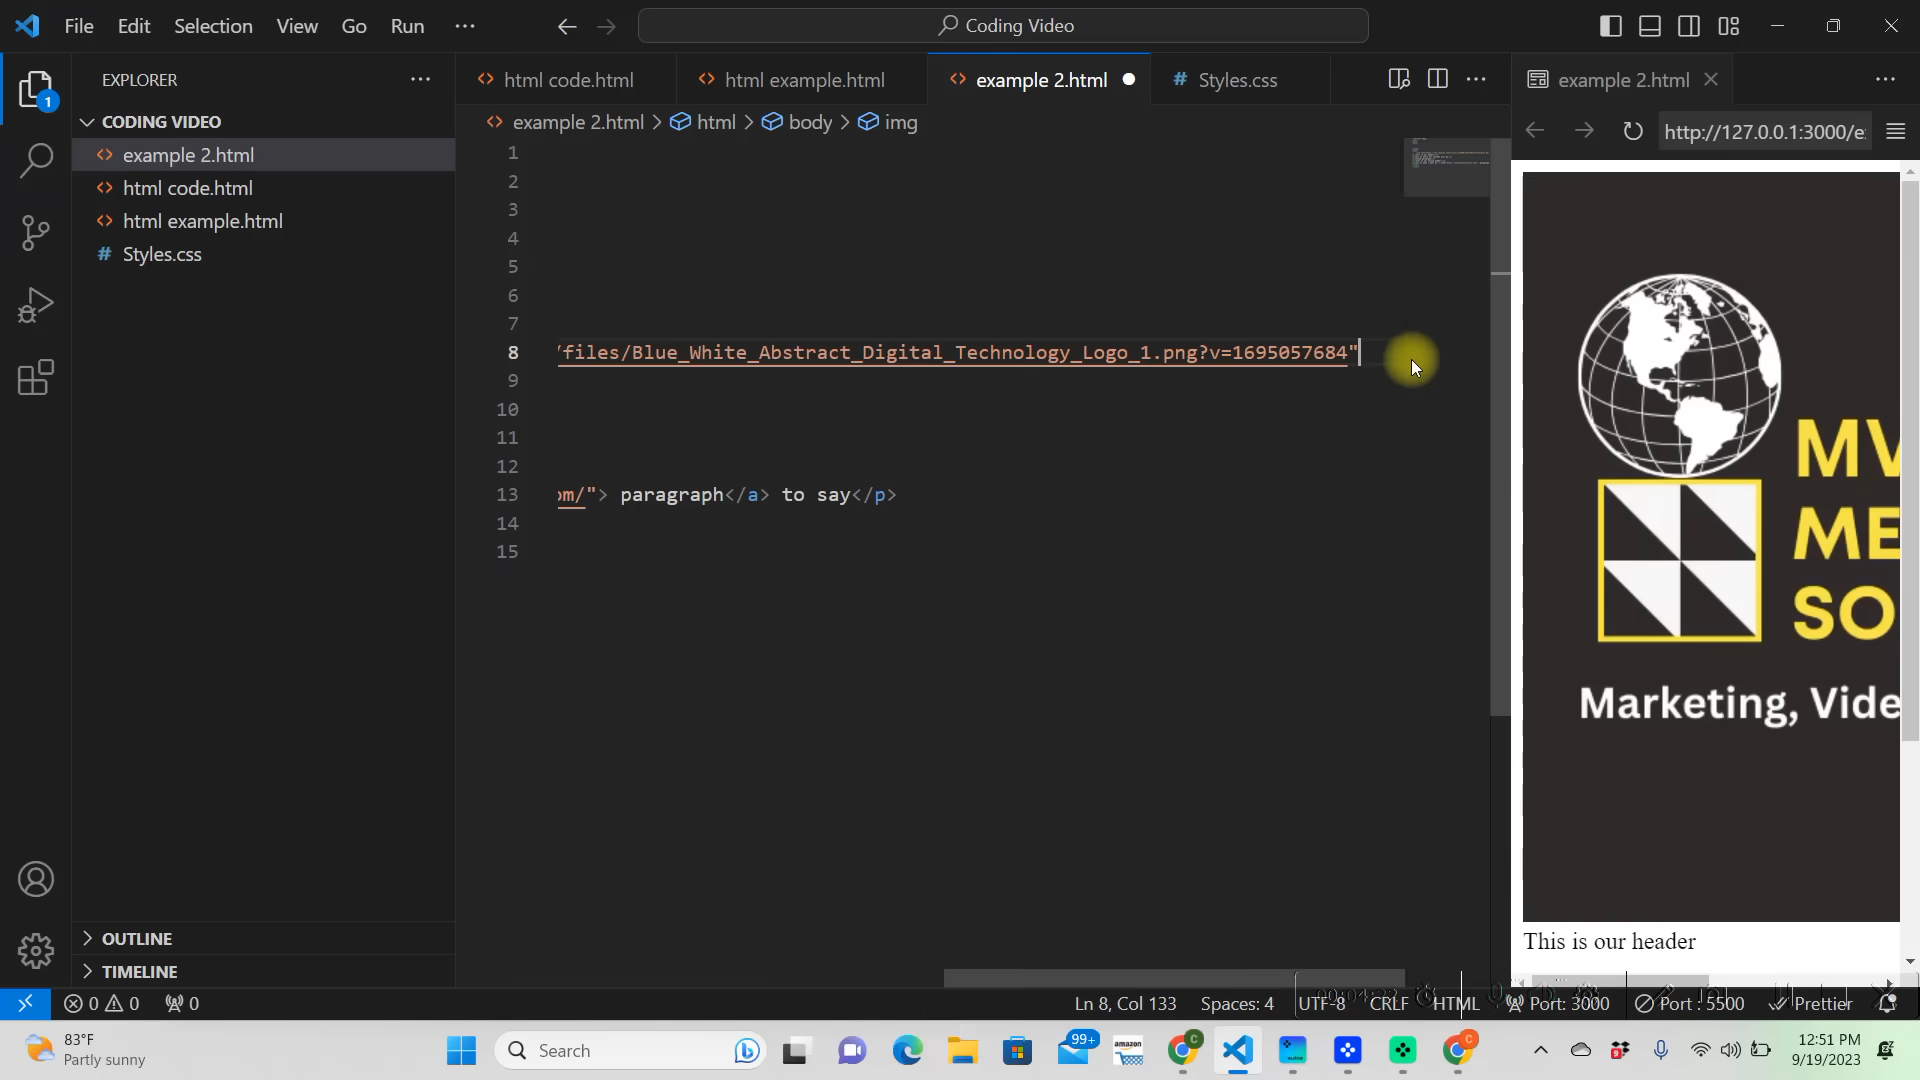 File Edit Selection View Go Run ···
Coding Video
EXPLORER
CODING VIDEO
example 2.html
html code.html
html example.html
# Styles.css
OUTLINE
TIMELINE
1
html code.html
html example.html
example 2.html
# Styles.css
example 2.html > html > body > img
1
2
3
4
5
6
7
8 /files/Blue_White_Abstract_Digital_Technology_Logo_1.png?v=1695057684"
9
10
11
12
13 om/"> paragraph</a> to say</p>
14
15
example 2.html
http://127.0.0.1:3000/e
MV
ME
SO
Marketing, Vide
This is our header
0 0 0
Ln 8, Col 133 Spaces: 4 UTF-8 CRLF HTML Port: 3000 Port : 5500 Prettier
83°F
Partly sunny
Search
99+
amazon
C
C
9
12:51 PM
9/19/2023